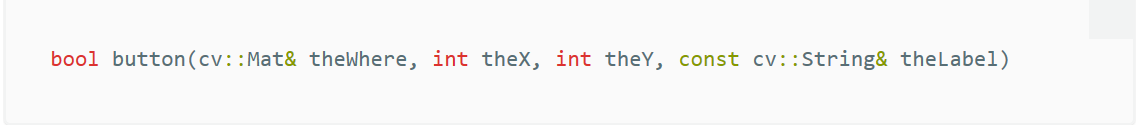 bool button(cv::Mat& theWhere, int theX, int theY, const cv::String& theLabel)